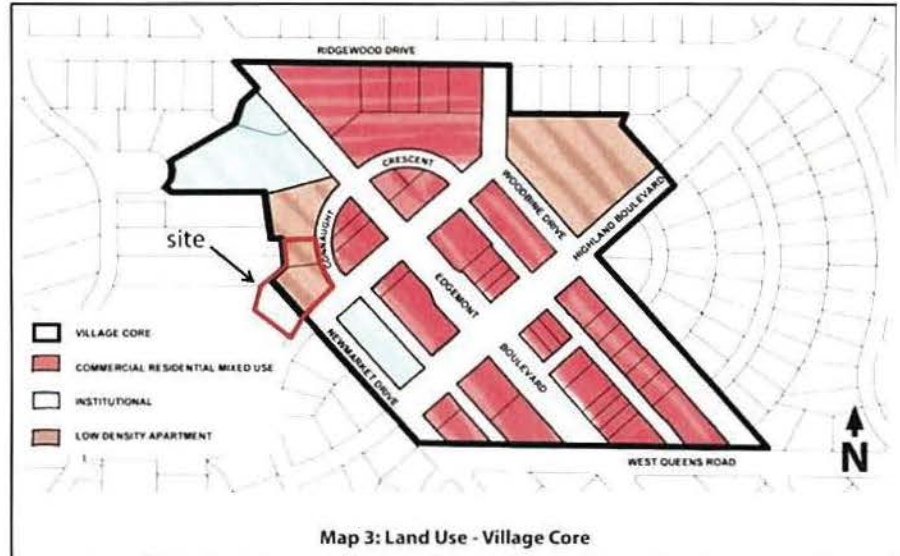 RIDGEWOOD DRIVE
CRESCENT
WOODBINE DRIVE
HIGHLAND BOULEVARD
CONNAUGHT
site
EDGEMONT
BOULEVARD
NEWMARKET DRIVE
VILLAGE CORE
COMMERCIAL RESIDENTIAL MIXED USE
INSTITUTIONAL
LOW DENSITY APARTMENT
WEST QUEENS ROAD
N
Map 3: Land Use - Village Core